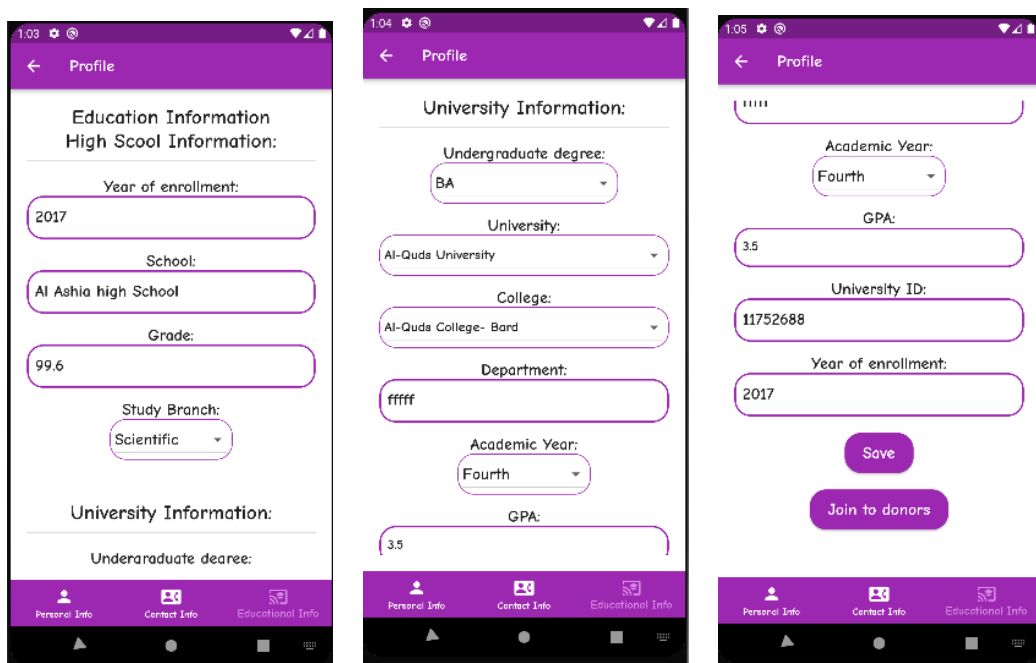 1:03
Profile
Education Information
High Scool Information:
Year of enrollment:
2017
School:
Al Ashia high School
Grade:
99.6
Study Branch:
Scientific
University Information:
Undergraduate degree:
Personal Info Contact Info Educational Info
1:04
Profile
University Information:
Undergraduate degree:
BA
University:
Al-Quds University
College:
Al-Quds College- Bard
Department:
fffff
Academic Year:
Fourth
GPA:
3.5
Personal Info Contact Info Educational Info
1:05
Profile
fffff
Academic Year:
Fourth
GPA:
3.5
University ID:
11752688
Year of enrollment:
2017
Save
Join to donors
Personal Info Contact Info Educational Info